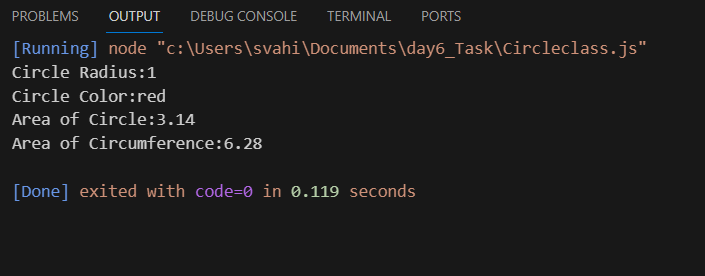 PROBLEMS OUTPUT DEBUG CONSOLE TERMINAL PORTS
[Running] node "c:\Users\svahi\Documents\day6_Task\Circleclass.js"
Circle Radius:1
Circle Color:red
Area of Circle:3.14
Area of Circumference:6.28
[Done] exited with code=0 in 0.119 seconds